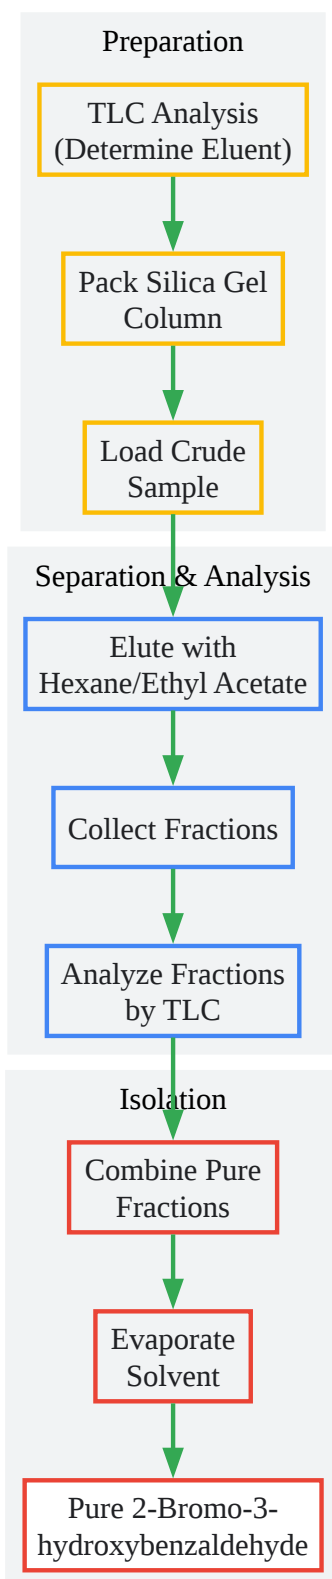 Preparation
TLC Analysis
(Determine Eluent)
Pack Silica Gel
Column
Load Crude
Sample
Separation & Analysis
Elute with
Hexane/Ethyl Acetate
Collect Fractions
Analyze Fractions
by TLC
Isolation
Combine Pure
Fractions
Evaporate
Solvent
Pure 2-Bromo-3-
hydroxybenzaldehyde